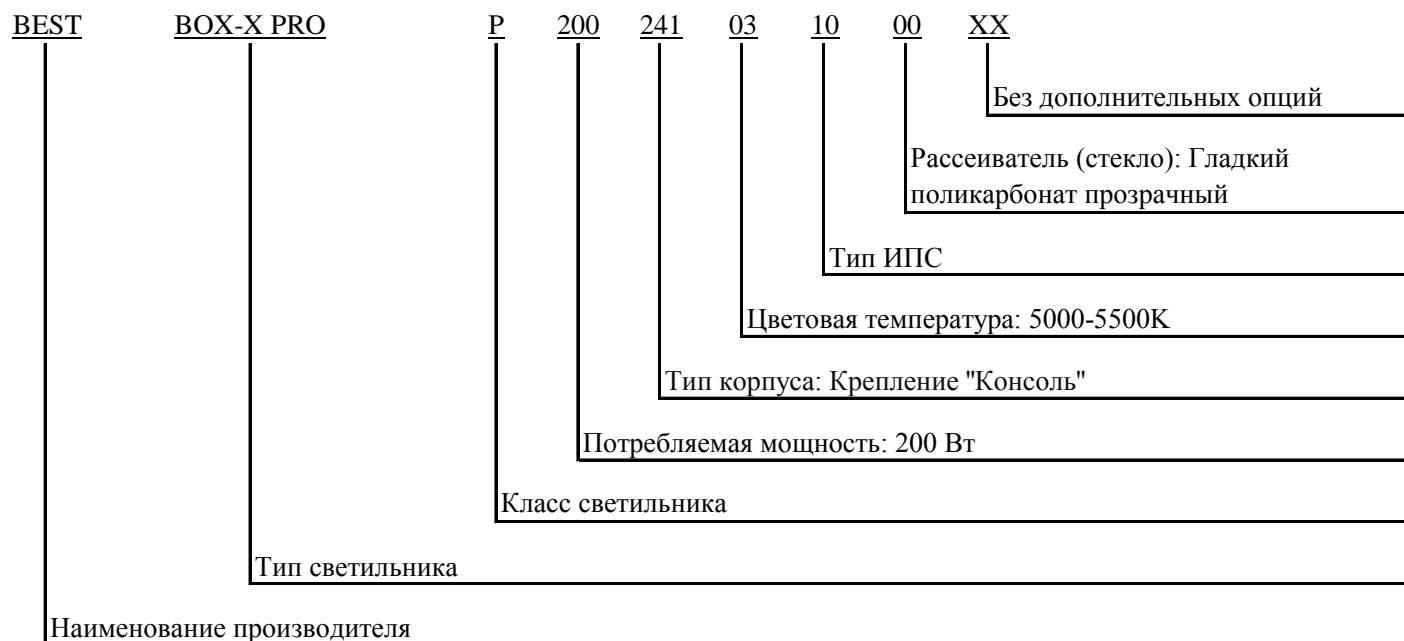 BEST BOX-X PRO P 200 241 03 10 00 XX
Без дополнительных опций
Рассеиватель (стекло): Гладкий
поликарбонат прозрачный
Тип ИПС
Цветовая температура: 5000-5500К
Тип корпуса: Крепление "Консоль"
Потребляемая мощность: 200 Вт
Класс светильника
Тип светильника
Наименование производителя